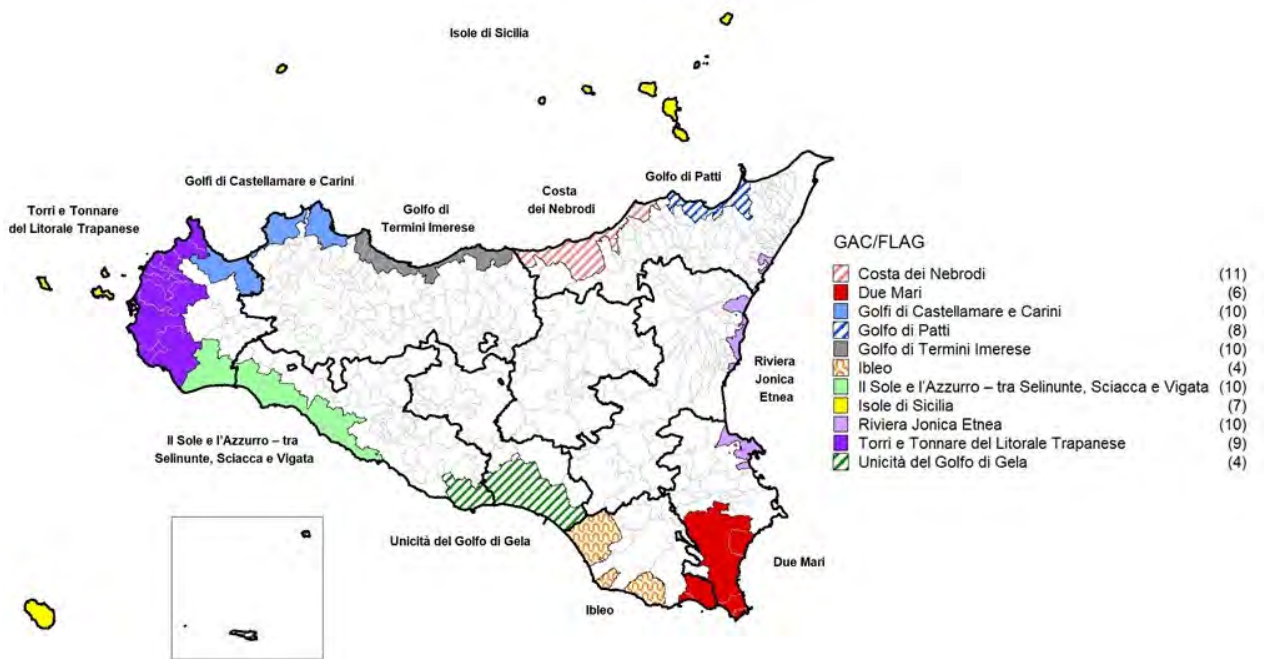 Isole di Sicilia
Golfi di Castellamare e Carini
Costa
dei Nebrodi
Golfo di Patti
Torri e Tonnare
del Litorale Trapanese
Golfo di
Termini Imerese
Riviera
Jonica
Etnea
Il Sole e l'Azzurro – tra
Selinunte, Sciacca e Vigata
Unicità del Golfo di Gela
Due Mari
Ibleo
GAC/FLAG
Costa dei Nebrodi (11)
Due Mari (6)
Golfi di Castellamare e Carini (10)
Golfo di Patti (8)
Golfo di Termini Imerese (10)
Ibleo (4)
Il Sole e l'Azzurro – tra Selinunte, Sciacca e Vigata (10)
Isole di Sicilia (7)
Riviera Jonica Etnea (10)
Torri e Tonnare del Litorale Trapanese (9)
Unicità del Golfo di Gela (4)